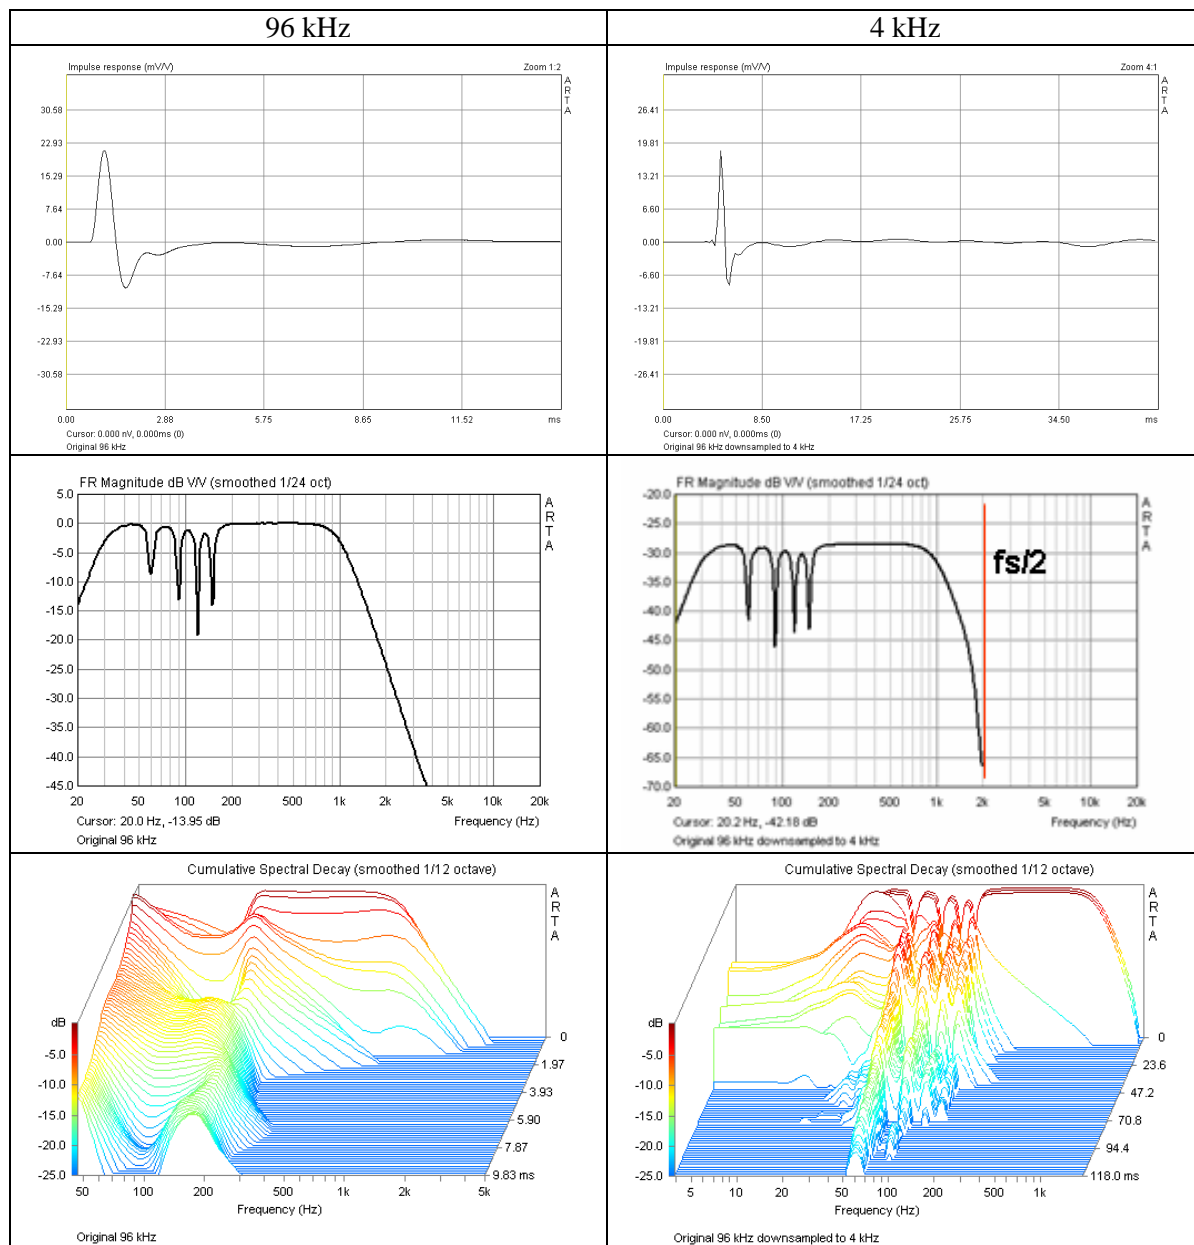 96 kHz
4 kHz
Impulse response (mV/V)
Zoom 1:2
A
R
T
A
30.58
22.93
15.29
7.64
0.00
-7.64
-15.29
-22.93
-30.58
0.00
2.88
5.75
8.65
11.52
ms
Cursor: 0.000 nV, 0.000ms (0)
Original 96 kHz
Impulse response (mV/V)
Zoom 4:1
A
R
T
A
26.41
19.81
13.21
6.60
0.00
-6.60
-13.21
-19.81
-26.41
0.00
8.50
17.25
25.75
34.50
ms
Cursor: 0.000 nV, 0.000ms (0)
Original 96 kHz downsampled to 4 kHz
FR Magnitude dB V/V (smoothed 1/24 oct)
A
R
T
A
5.0
0.0
-5.0
-10.0
-15.0
-20.0
-25.0
-30.0
-35.0
-40.0
-45.0
20
50
100
200
500
1k
2k
5k
10k
20k
Cursor: 20.0 Hz, -13.95 dB
Frequency (Hz)
Original 96 kHz
FR Magnitude dB V/V (smoothed 1/24 oct)
A
R
T
A
-20.0
-25.0
-30.0
-35.0
-40.0
-45.0
-50.0
-55.0
-60.0
-65.0
-70.0
fs/2
20
50
100
200
500
1k
2k
5k
10k
20k
Cursor: 20.2 Hz, -42.18 dB
Frequency (Hz)
Original 96 kHz downsampled to 4 kHz
Cumulative Spectral Decay (smoothed 1/12 octave)
A
R
T
A
dB
-5.0
-10.0
-15.0
-20.0
-25.0
0
1.97
3.93
5.90
7.87
9.83 ms
50
100
200
500
1k
2k
5k
Frequency (Hz)
Original 96 kHz
Cumulative Spectral Decay (smoothed 1/12 octave)
A
R
T
A
dB
-5.0
-10.0
-15.0
-20.0
-25.0
0
23.6
47.2
70.8
94.4
118.0 ms
5
10
20
50
100
200
500
1k
Frequency (Hz)
Original 96 kHz downsampled to 4 kHz